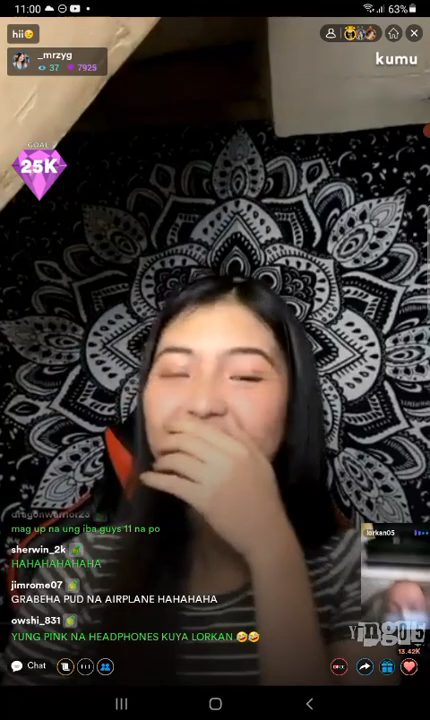 11:00
63%
hii
kumu
_mrzyg
37 7925
GOAL
25K
dragonwarrior23
mag up na ung iba guys 11 na po
lorkan05
sherwin_2k
HAHAHAHAHAHA
jimrome07
GRABEHA PUD NA AIRPLANE HAHAHAHA
owshi_831
YUNG PINK NA HEADPHONES KUYA LORKAN
13.42K
Chat